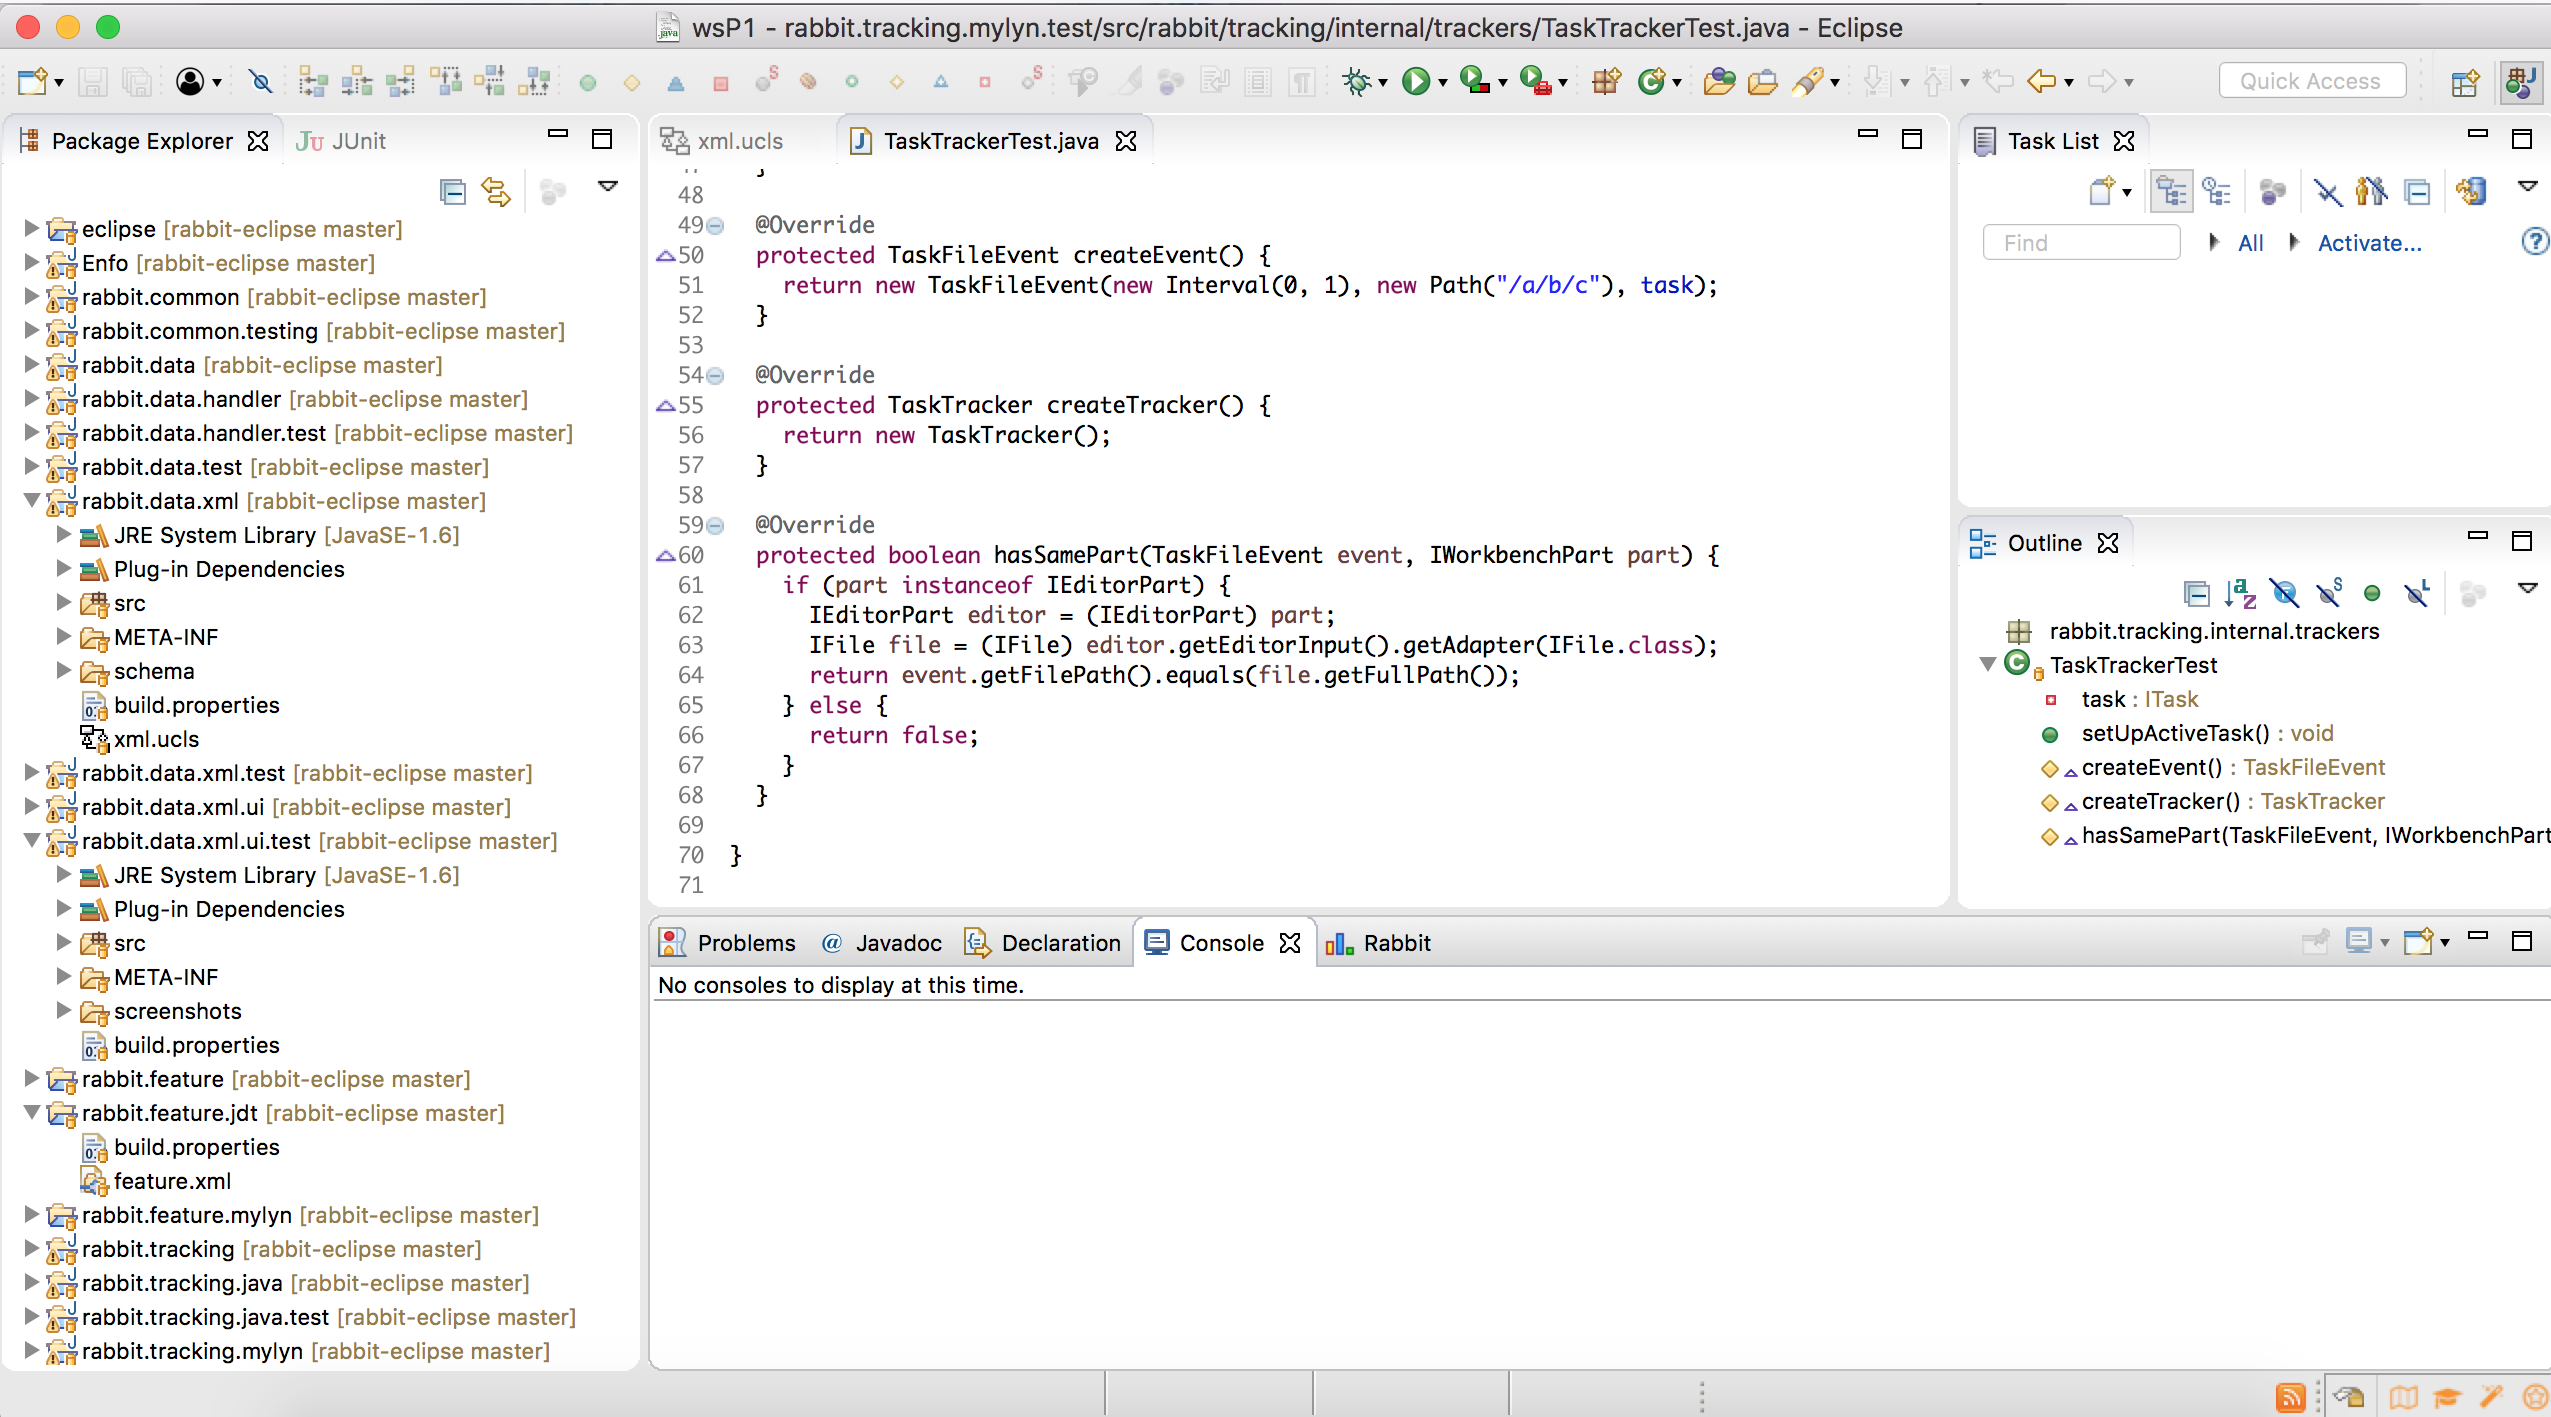 wsP1 - rabbit.tracking.mylyn.test/src/rabbit/tracking/internal/trackers/TaskTrackerTest.java - Eclipse
Quick Access
Package Explorer
JUnit
eclipse [rabbit-eclipse master]
Enfo [rabbit-eclipse master]
rabbit.common [rabbit-eclipse master]
rabbit.common.testing [rabbit-eclipse master]
rabbit.data [rabbit-eclipse master]
rabbit.data.handler [rabbit-eclipse master]
rabbit.data.handler.test [rabbit-eclipse master]
rabbit.data.test [rabbit-eclipse master]
rabbit.data.xml [rabbit-eclipse master]
JRE System Library [JavaSE-1.6]
Plug-in Dependencies
src
META-INF
schema
build.properties
xml.ucls
rabbit.data.xml.test [rabbit-eclipse master]
rabbit.data.xml.ui [rabbit-eclipse master]
rabbit.data.xml.ui.test [rabbit-eclipse master]
JRE System Library [JavaSE-1.6]
Plug-in Dependencies
src
META-INF
screenshots
build.properties
rabbit.feature [rabbit-eclipse master]
rabbit.feature.jdt [rabbit-eclipse master]
build.properties
feature.xml
rabbit.feature.mylyn [rabbit-eclipse master]
rabbit.tracking [rabbit-eclipse master]
rabbit.tracking.java [rabbit-eclipse master]
rabbit.tracking.java.test [rabbit-eclipse master]
rabbit.tracking.mylyn [rabbit-eclipse master]
xml.ucls
TaskTrackerTest.java
48
49 @Override
50 protected TaskFileEvent createEvent() {
51 return new TaskFileEvent(new Interval(0, 1), new Path("/a/b/c"), task);
52 }
53
54 @Override
55 protected TaskTracker createTracker() {
56 return new TaskTracker();
57 }
58
59 @Override
60 protected boolean hasSamePart(TaskFileEvent event, IWorkbenchPart part) {
61 if (part instanceof IEditorPart) {
62 IEditorPart editor = (IEditorPart) part;
63 IFile file = (IFile) editor.getEditorInput().getAdapter(IFile.class);
64 return event.getFilePath().equals(file.getFullPath());
65 } else {
66 return false;
67 }
68 }
69
70 }
71
Problems
Javadoc
Declaration
Console
Rabbit
No consoles to display at this time.
Task List
Find
All
Activate...
Outline
rabbit.tracking.internal.trackers
TaskTrackerTest
task : ITask
setUpActiveTask() : void
createEvent() : TaskFileEvent
createTracker() : TaskTracker
hasSamePart(TaskFileEvent, IWorkbenchPart